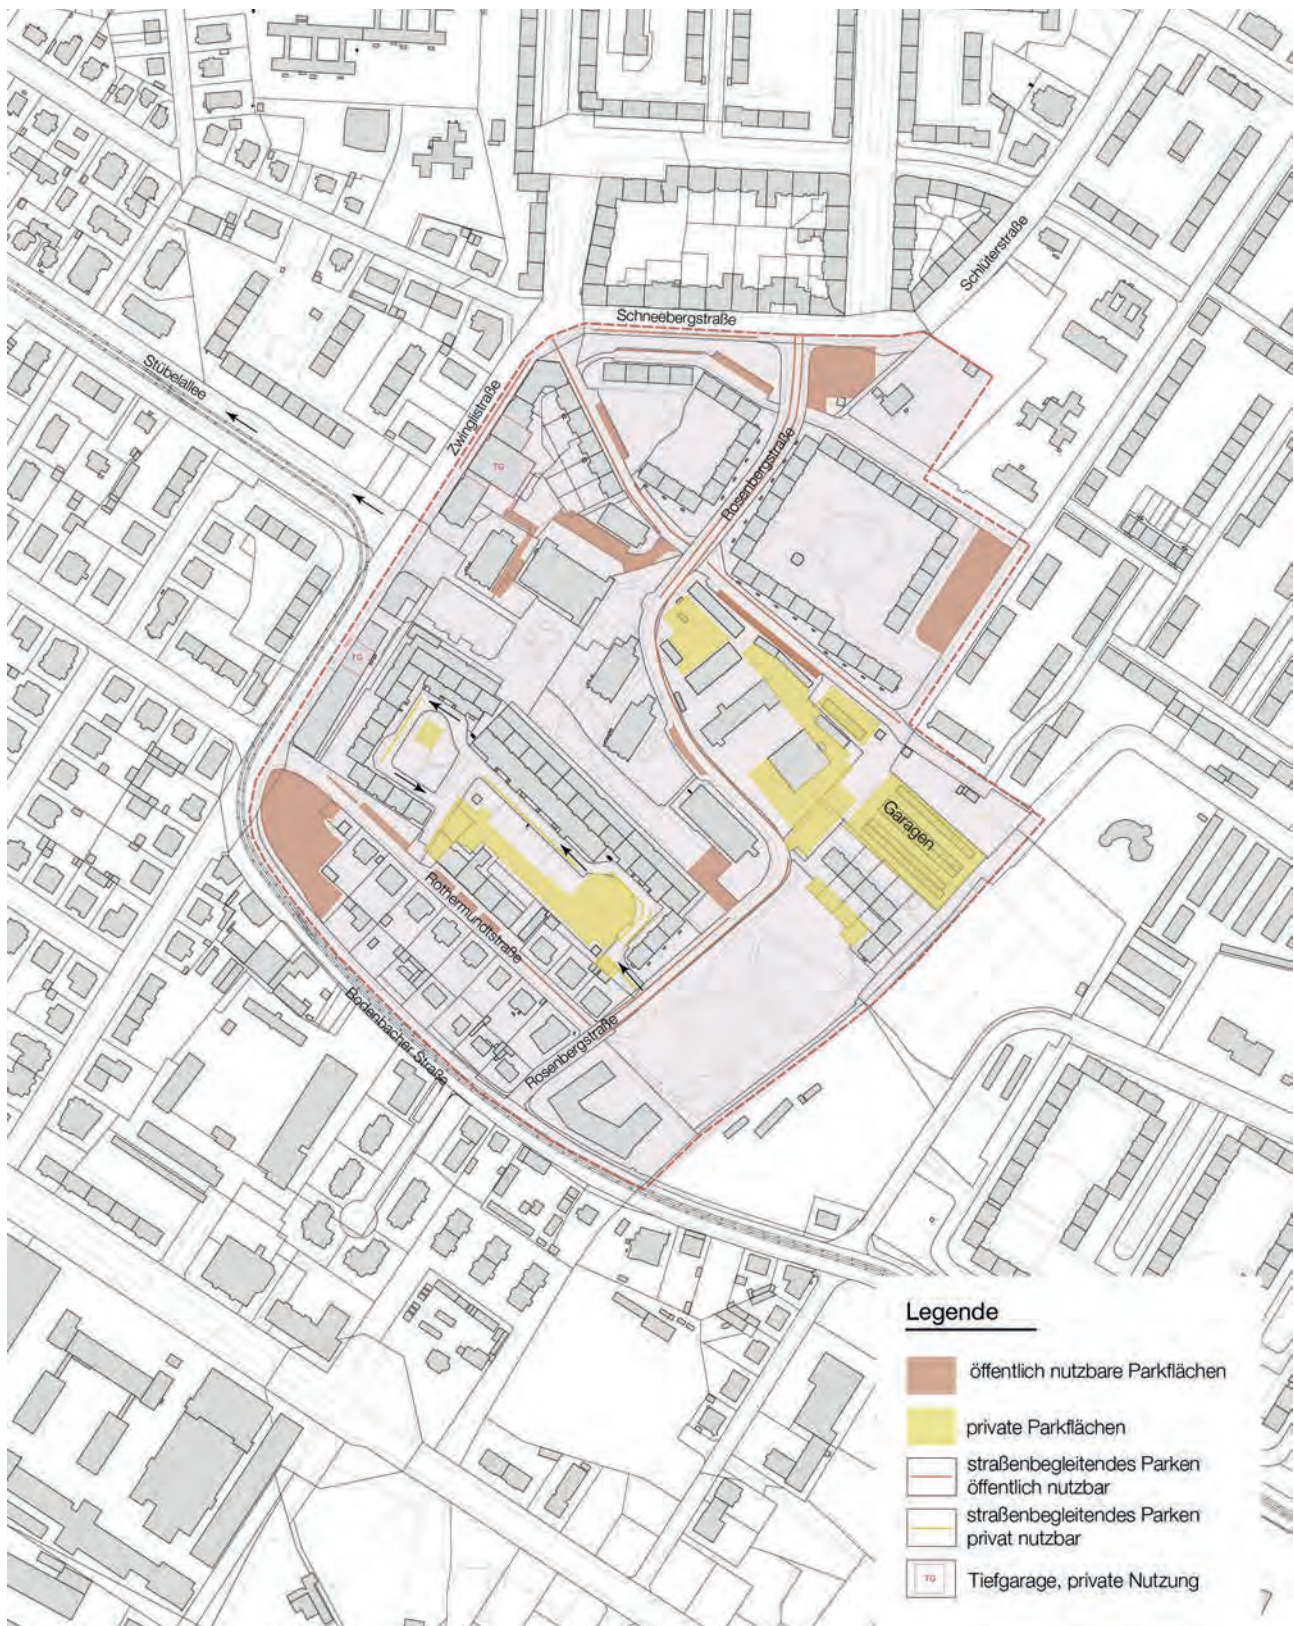 Schlüterstraße
Schneebergstraße
Stübelallee
Zwinglistraße
Rosenbergstraße
TG
TG
Garagen
Rothermundtstraße
Bodenbacher Straße
Rosenbergstraße
Legende
öffentlich nutzbare Parkflächen
private Parkflächen
straßenbegleitendes Parken
öffentlich nutzbar
straßenbegleitendes Parken
privat nutzbar
TG
Tiefgarage, private Nutzung